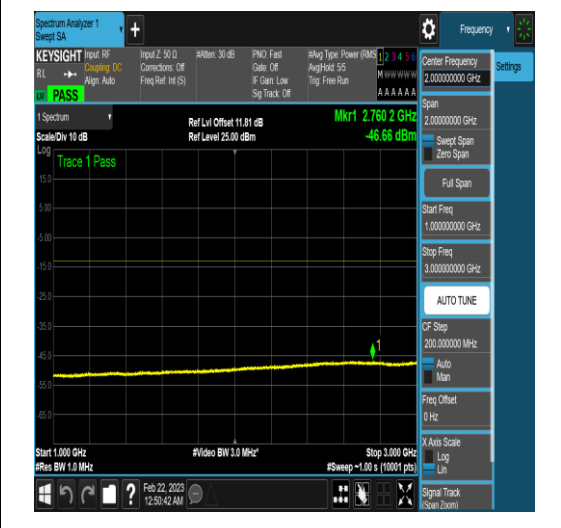 Spectrum Analyzer 1
Swept SA
+
Frequency
KEYSIGHT
RL
PASS
Input: RF
Coupling: DC
Align: Auto
Input Z: 50 Ω
Corrections: Off
Freq Ref: Int (S)
#Atten: 30 dB
PNO: Fast
Gate: Off
IF Gain: Low
Sig Track: Off
#Avg Type: Power (RMS
Avg|Hold: 5/5
Trig: Free Run
1 2 3 4 5 6
M W W W W W
A A A A A A
1 Spectrum
Scale/Div 10 dB
Log
Ref Lvl Offset 11.81 dB
Ref Level 25.00 dBm
Mkr1 2.760 2 GHz
-46.66 dBm
Trace 1 Pass
15.0
5.00
-5.00
-15.0
-25.0
-35.0
-45.0
-55.0
-65.0
1
Start 1.000 GHz
#Res BW 1.0 MHz
#Video BW 3.0 MHz*
Stop 3.000 GHz
#Sweep ~1.00 s (10001 pts)
?
Feb 22, 2023
12:50:42 AM
Center Frequency
2.000000000 GHz
Settings
Span
2.00000000 GHz
Swept Span
Zero Span
Full Span
Start Freq
1.000000000 GHz
Stop Freq
3.000000000 GHz
AUTO TUNE
CF Step
200.000000 MHz
Auto
Man
Freq Offset
0 Hz
X Axis Scale
Log
Lin
Signal Track
(Span Zoom)